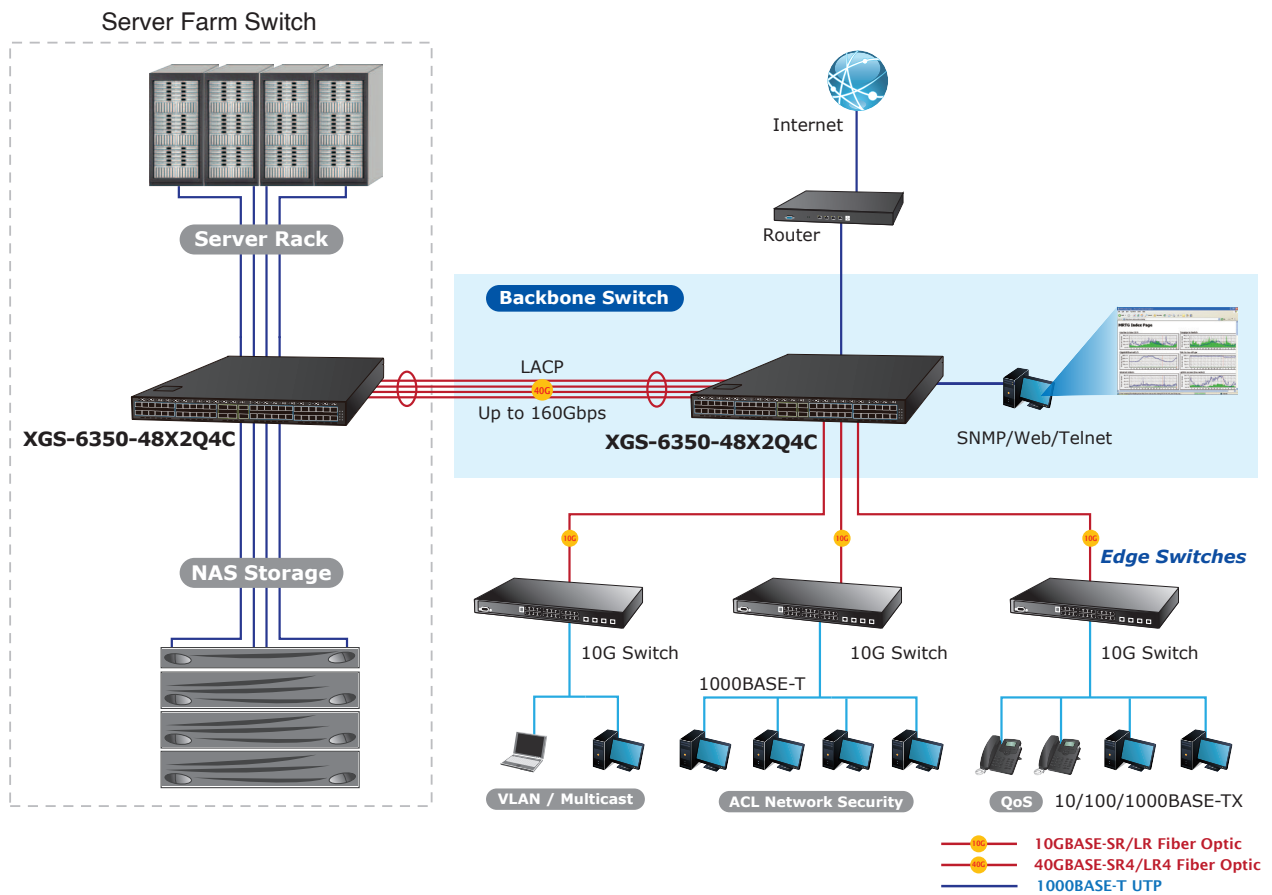 Server Farm Switch
Internet
Router
Server Rack
Backbone Switch
MRTG Index Page
LACP
40G
Up to 160Gbps
XGS-6350-48X2Q4C
XGS-6350-48X2Q4C
SNMP/Web/Telnet
10G
10G
10G
Edge Switches
NAS Storage
10G Switch
10G Switch
10G Switch
1000BASE-T
VLAN / Multicast
ACL Network Security
QoS
10/100/1000BASE-TX
10G
10GBASE-SR/LR Fiber Optic
40G
40GBASE-SR4/LR4 Fiber Optic
1000BASE-T UTP